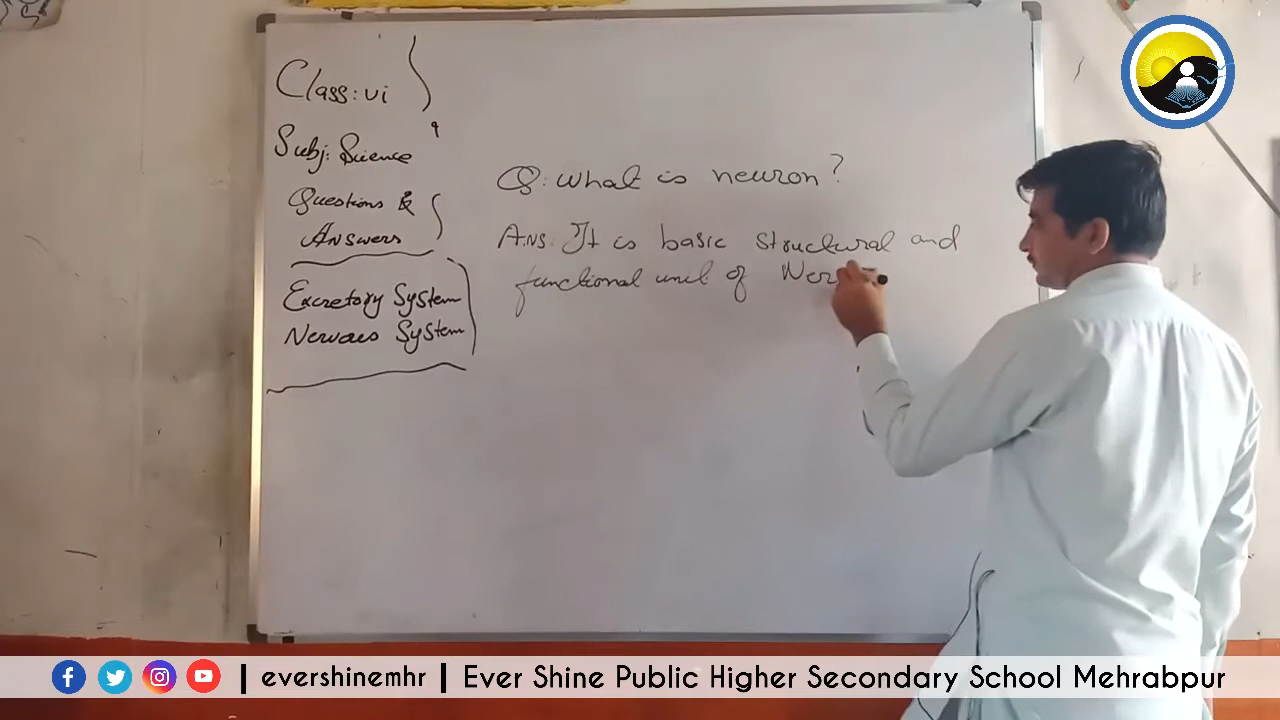 Class: vi
Subj: Science
Questions &
Answers
Excretory System
Nervous System
Q: What is neuron?
Ans: It is basic structural and
functional unit of Ner
| evershinemhr | Ever Shine Public Higher Secondary School Mehrabpur